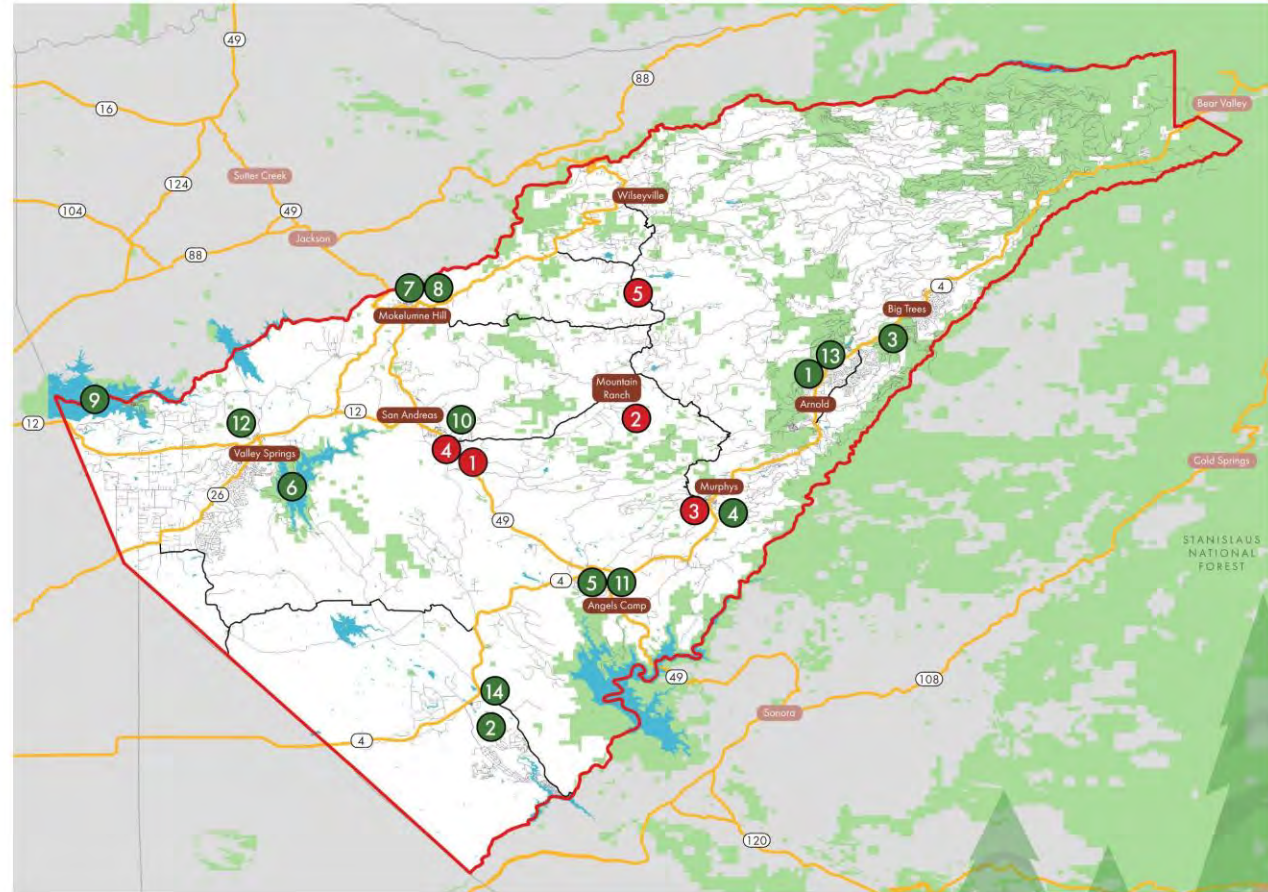 49
88
16
Bear Valley
124
Sutter Creek
Wilseyville
104
49
Jackson
88
7
8
5
4
Mokelumne Hill
Big Trees
3
13
1
Mountain
Ranch
9
12
San Andreas
10
2
Arnold
12
12
4
1
Valley Springs
Cold Springs
6
26
Murphys
3
4
49
STANISLAUS
NATIONAL
FOREST
4
5
11
Angels Camp
49
108
14
Sonora
2
4
120